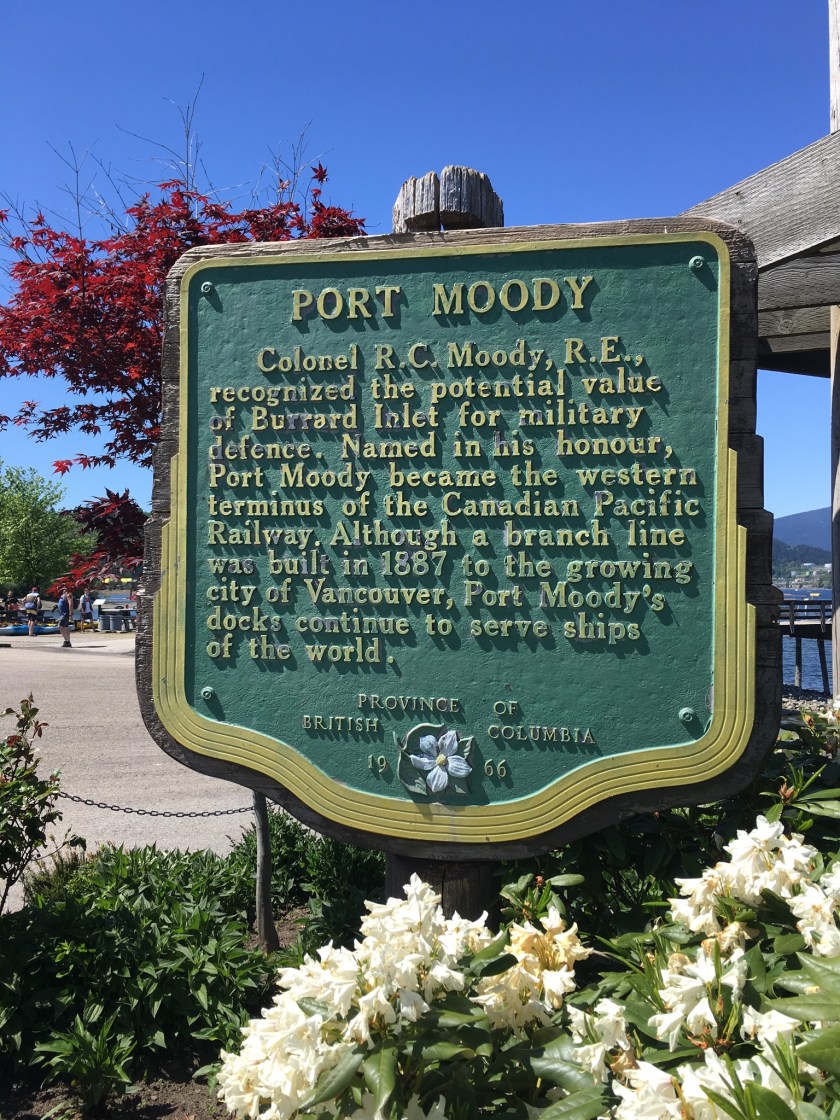 PORT MOODY
Colonel R.C. Moody, R.E.,
recognized the potential value
of Burrard Inlet for military
defence. Named in his honour,
Port Moody became the western
terminus of the Canadian Pacific
Railway. Although a branch line
was built in 1887 to the growing
city of Vancouver, Port Moody's
docks continue to serve ships
of the world.
PROVINCE OF
BRITISH COLUMBIA
19 66